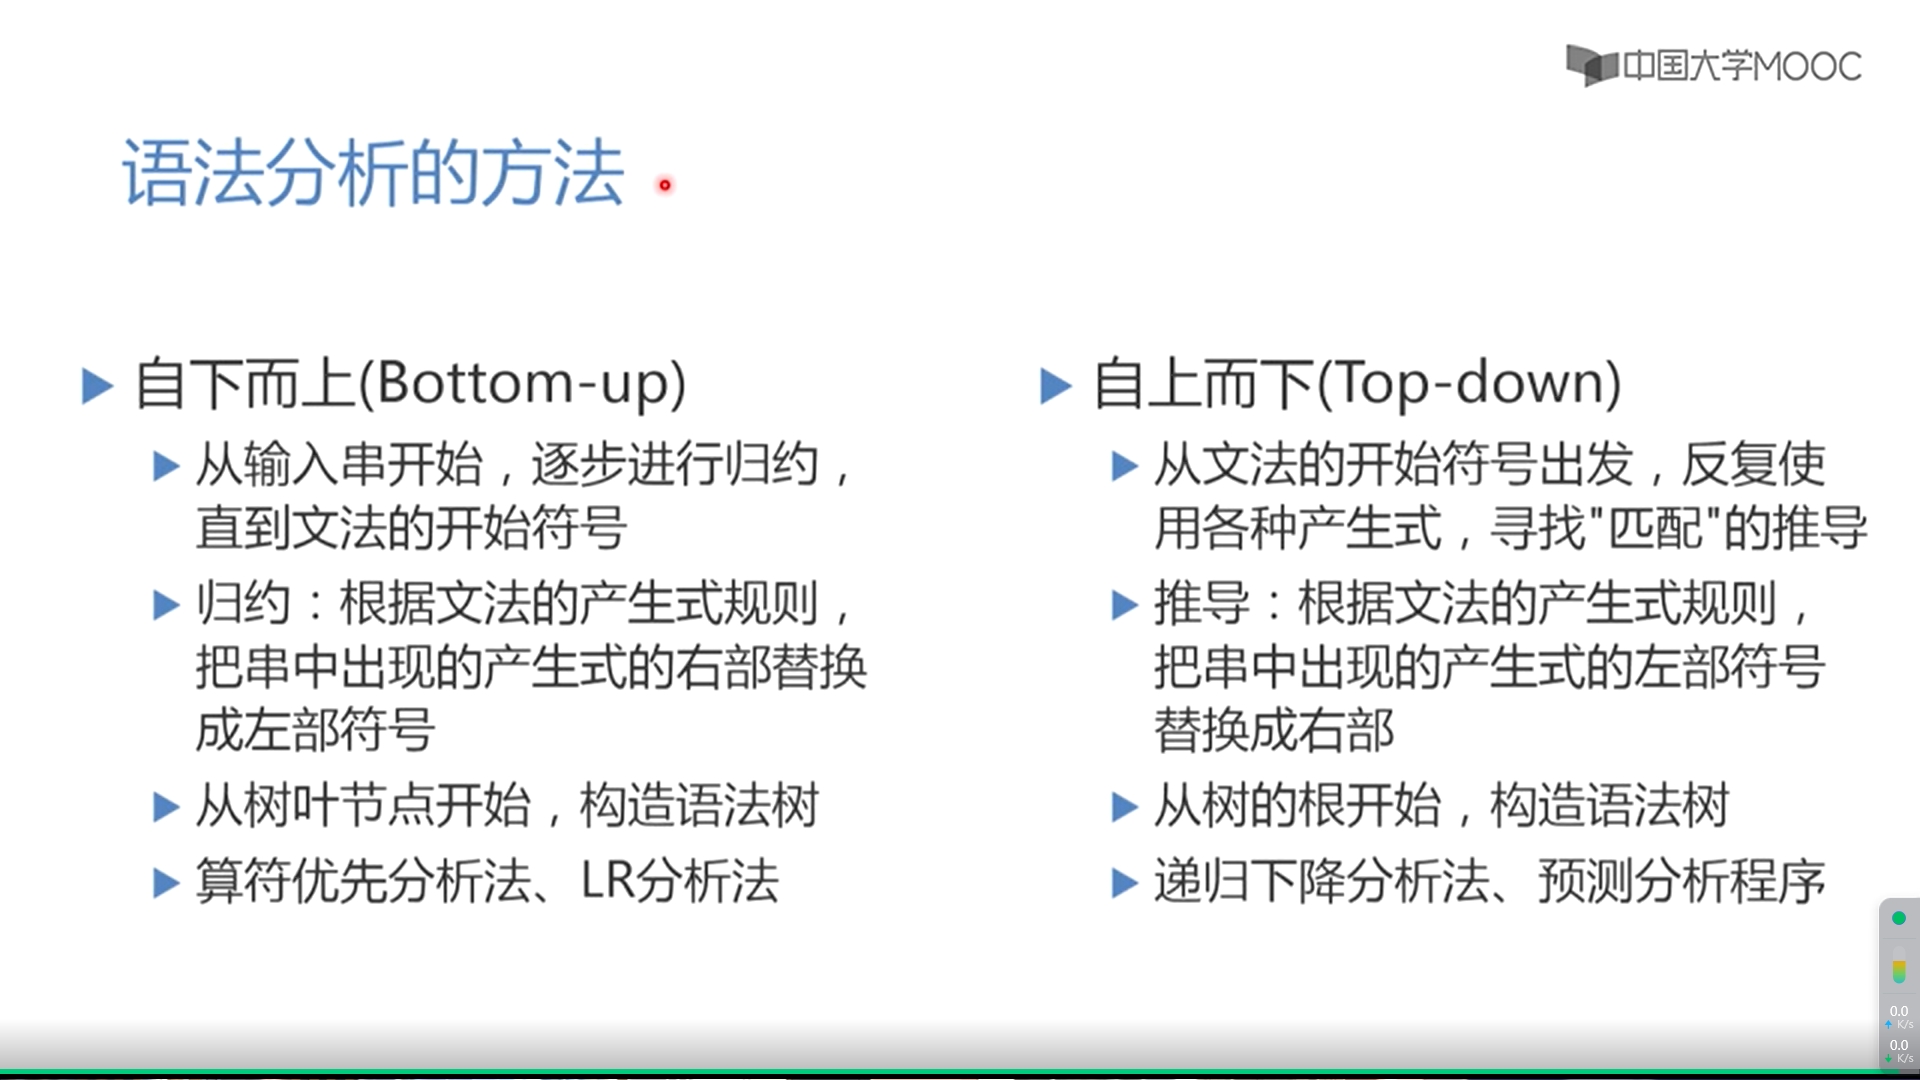 中国大学MOOC
语法分析的方法
自下而上(Bottom-up)
从输入串开始，逐步进行归约，
直到文法的开始符号
归约：根据文法的产生式规则，
把串中出现的产生式的右部替换
成左部符号
从树叶节点开始，构造语法树
算符优先分析法、LR分析法
自上而下(Top-down)
从文法的开始符号出发，反复使
用各种产生式，寻找"匹配"的推导
推导：根据文法的产生式规则，
把串中出现的产生式的左部符号
替换成右部
从树的根开始，构造语法树
递归下降分析法、预测分析程序
0.0
K/s
0.0
K/s